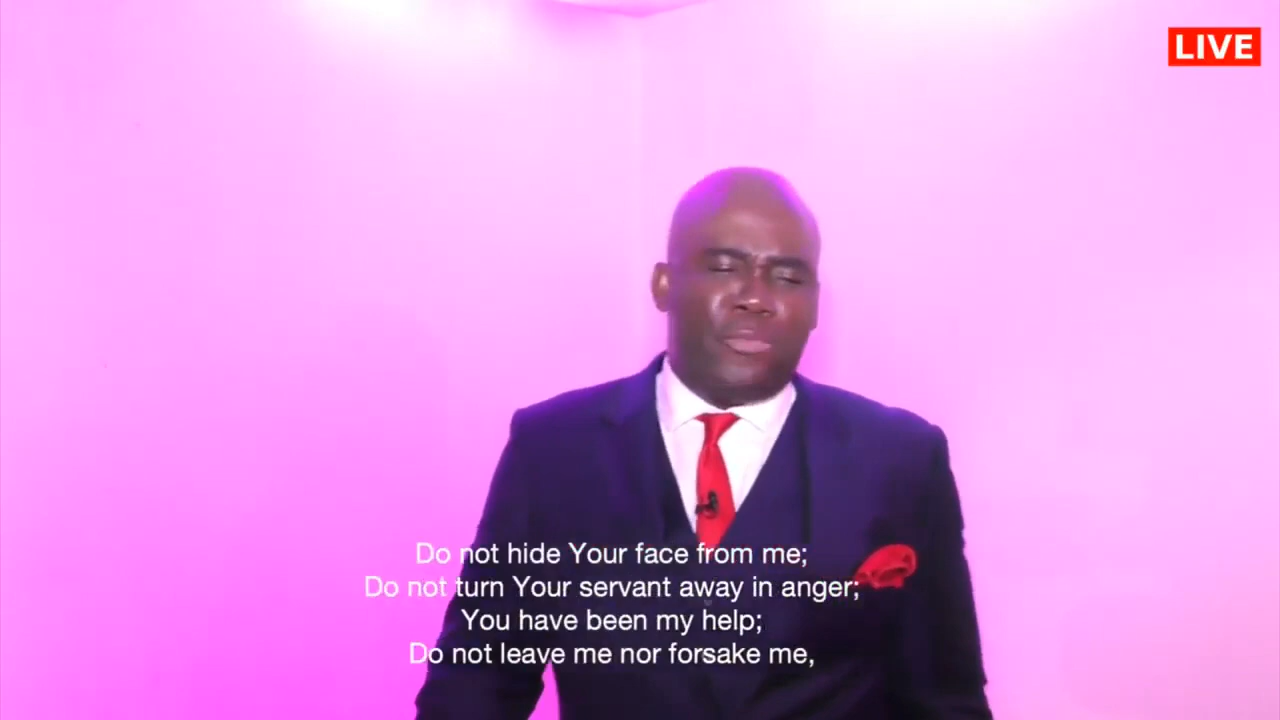 LIVE
Do not hide Your face from me;
Do not turn Your servant away in anger;
You have been my help;
Do not leave me nor forsake me,